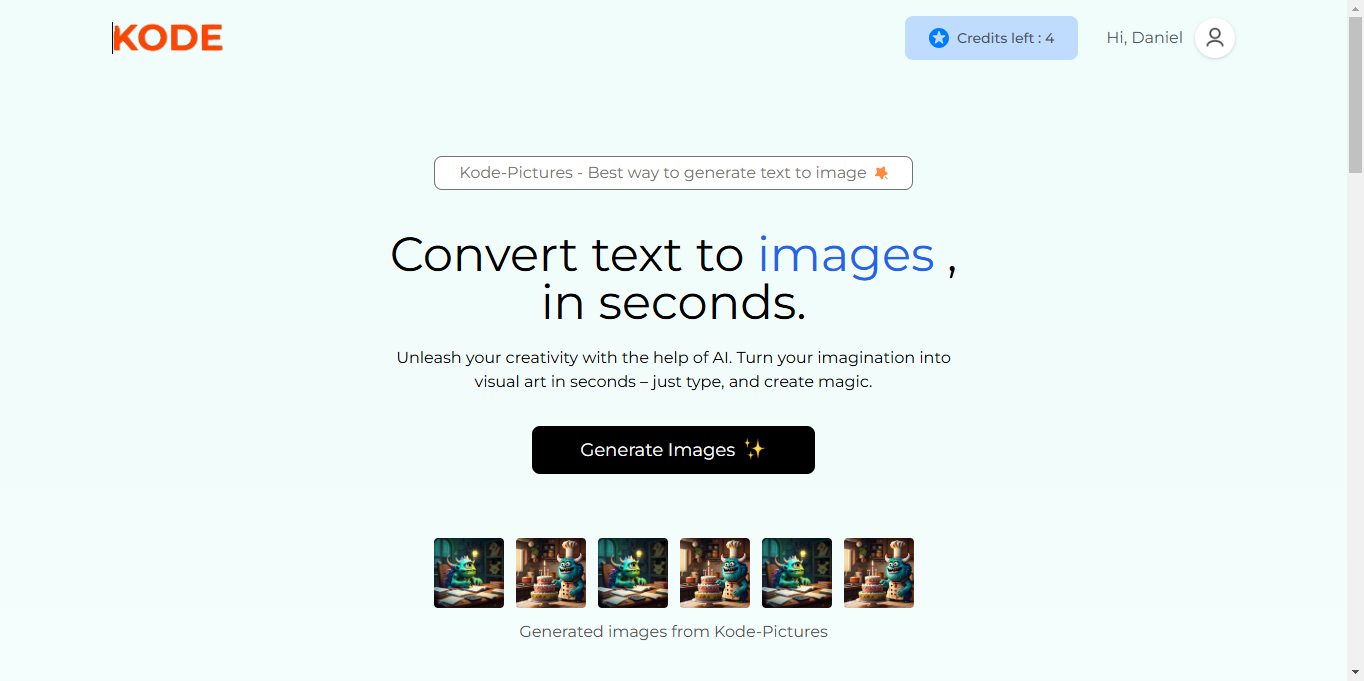 KODE
Credits left : 4
Hi, Daniel
Kode-Pictures - Best way to generate text to image
Convert text to images ,
in seconds.
Unleash your creativity with the help of AI. Turn your imagination into
visual art in seconds – just type, and create magic.
Generate Images ✨
Generated images from Kode-Pictures